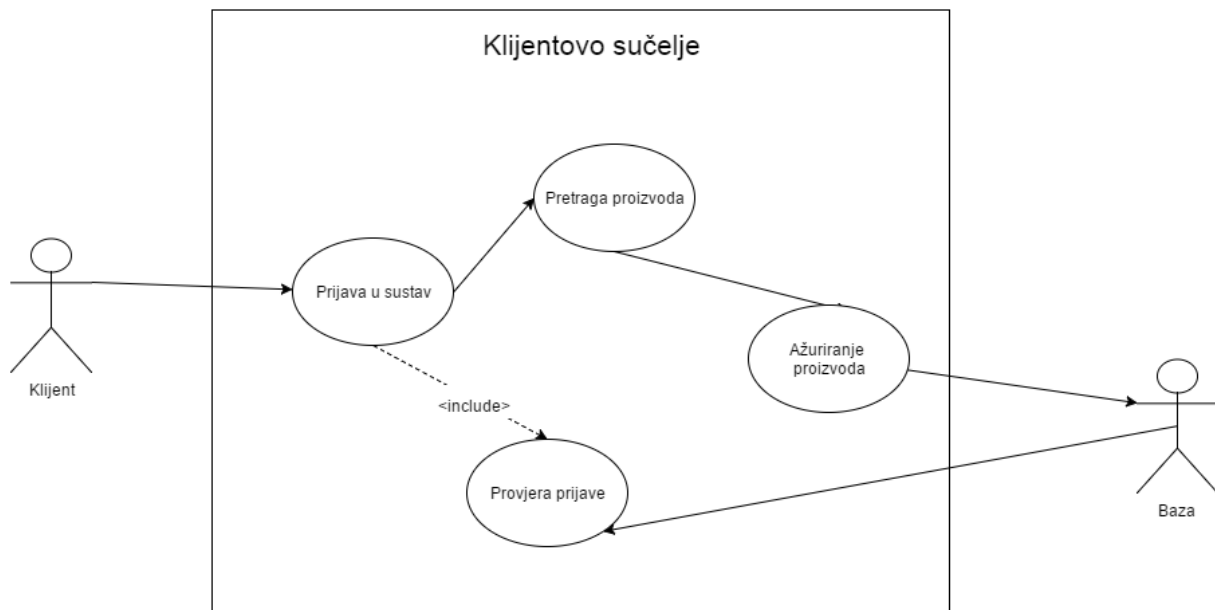 Klijentovo sučelje
Pretraga proizvoda
Prijava u sustav
Ažuriranje
proizvoda
Klijent
<include>
Provjera prijave
Baza